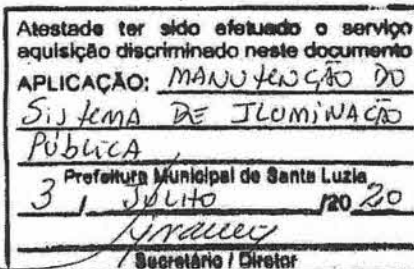 Atestado ter sido efetuado o serviço
aquisição discriminado neste documento
APLICAÇÃO: MANUTENÇÃO DO
SISTEMA DE ILUMINAÇÃO
PÚBLICA
Prefeitura Municipal de Santa Luzia
3 / JULHO /20 20
Secretário / Diretor